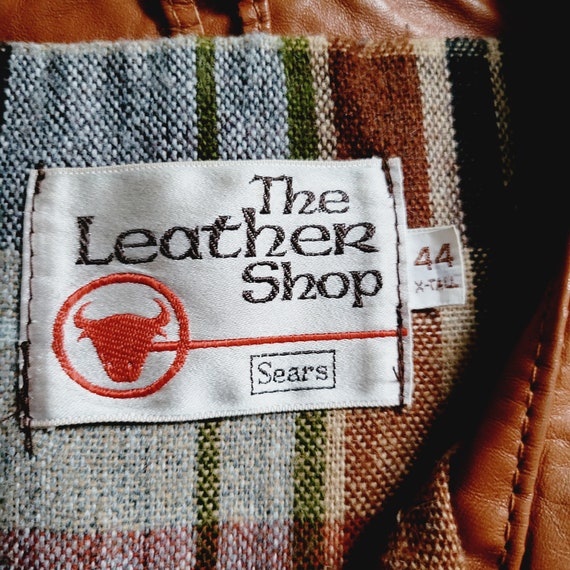 The
Leather
Shop
Sears
44
X-TALL